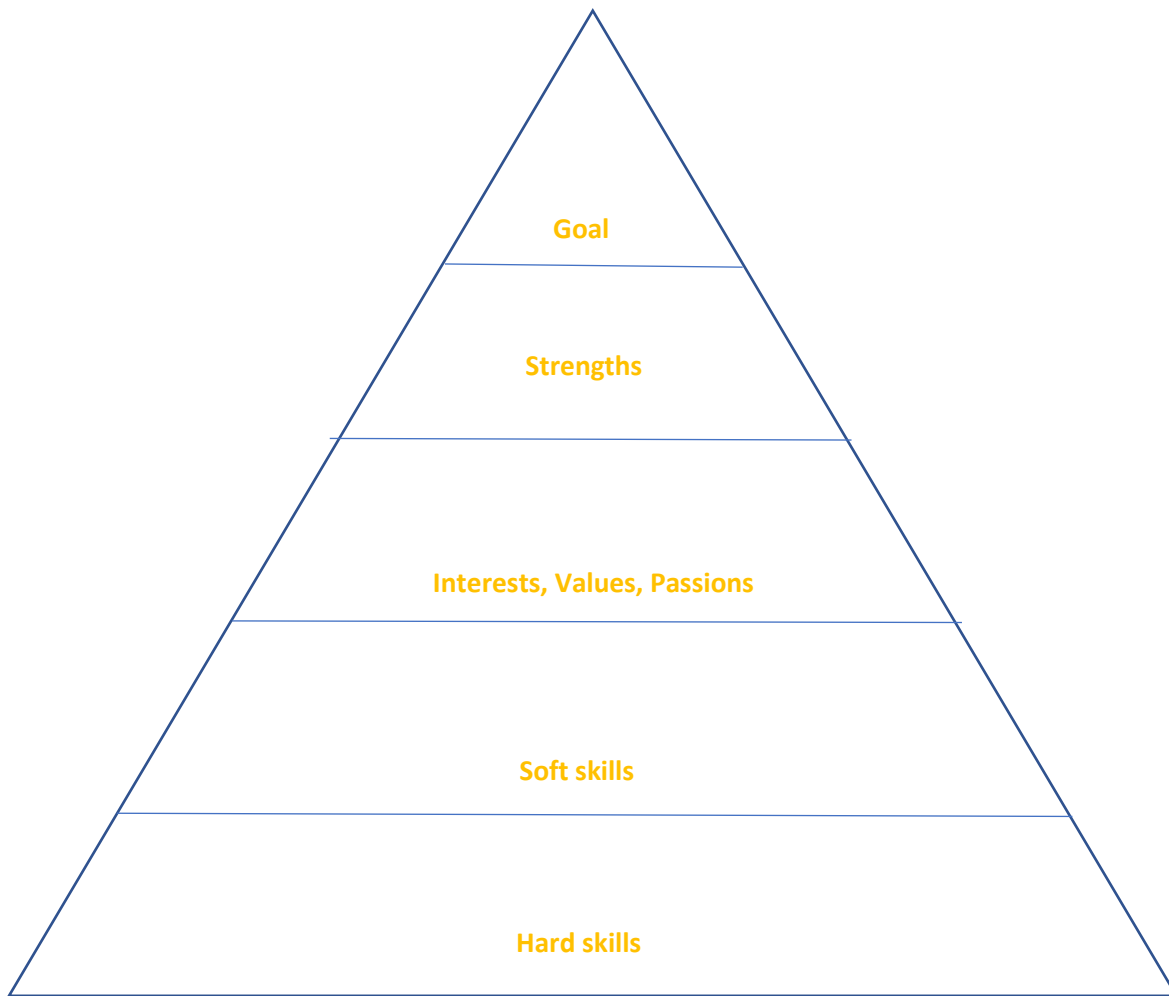 Goal
Strengths
Interests, Values, Passions
Soft skills
Hard skills